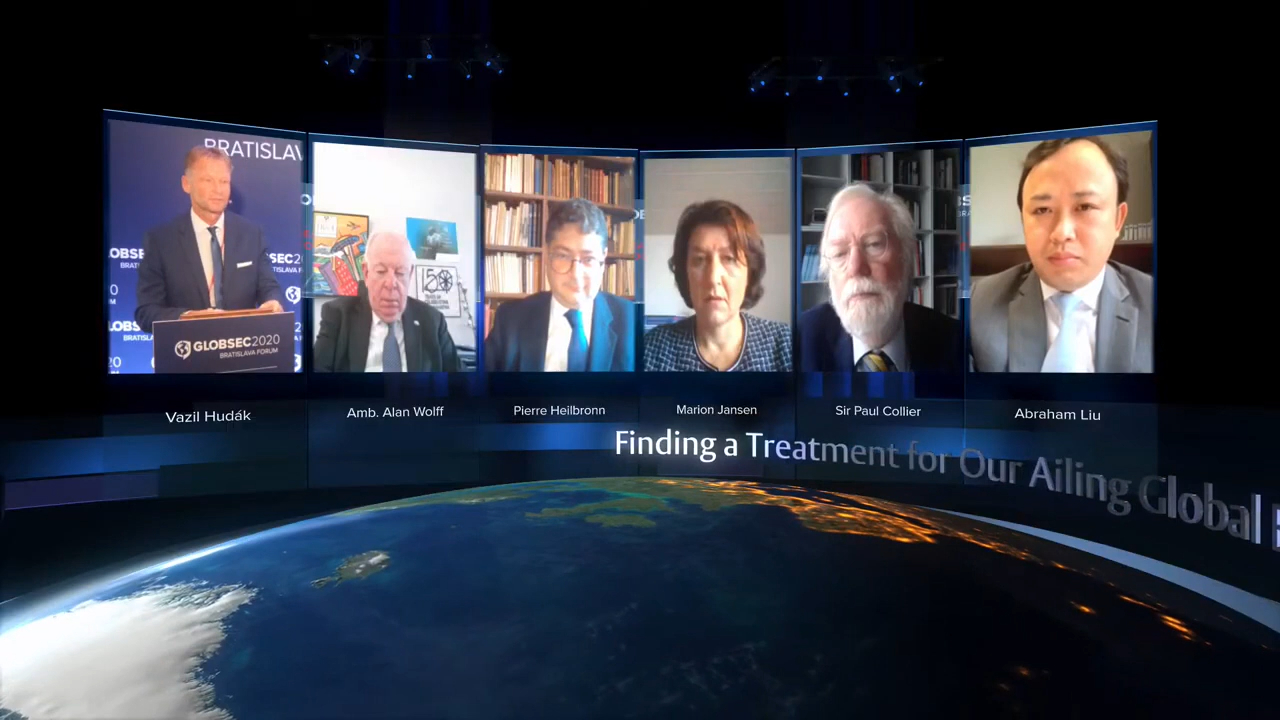 BRATISLAV
GLOBSEC2020
BRATISLAVA FORUM
150
Vazil Hudák
Amb. Alan Wolff
Pierre Heilbronn
Marion Jansen
Sir Paul Collier
Abraham Liu
Finding a Treatment for Our Ailing Global